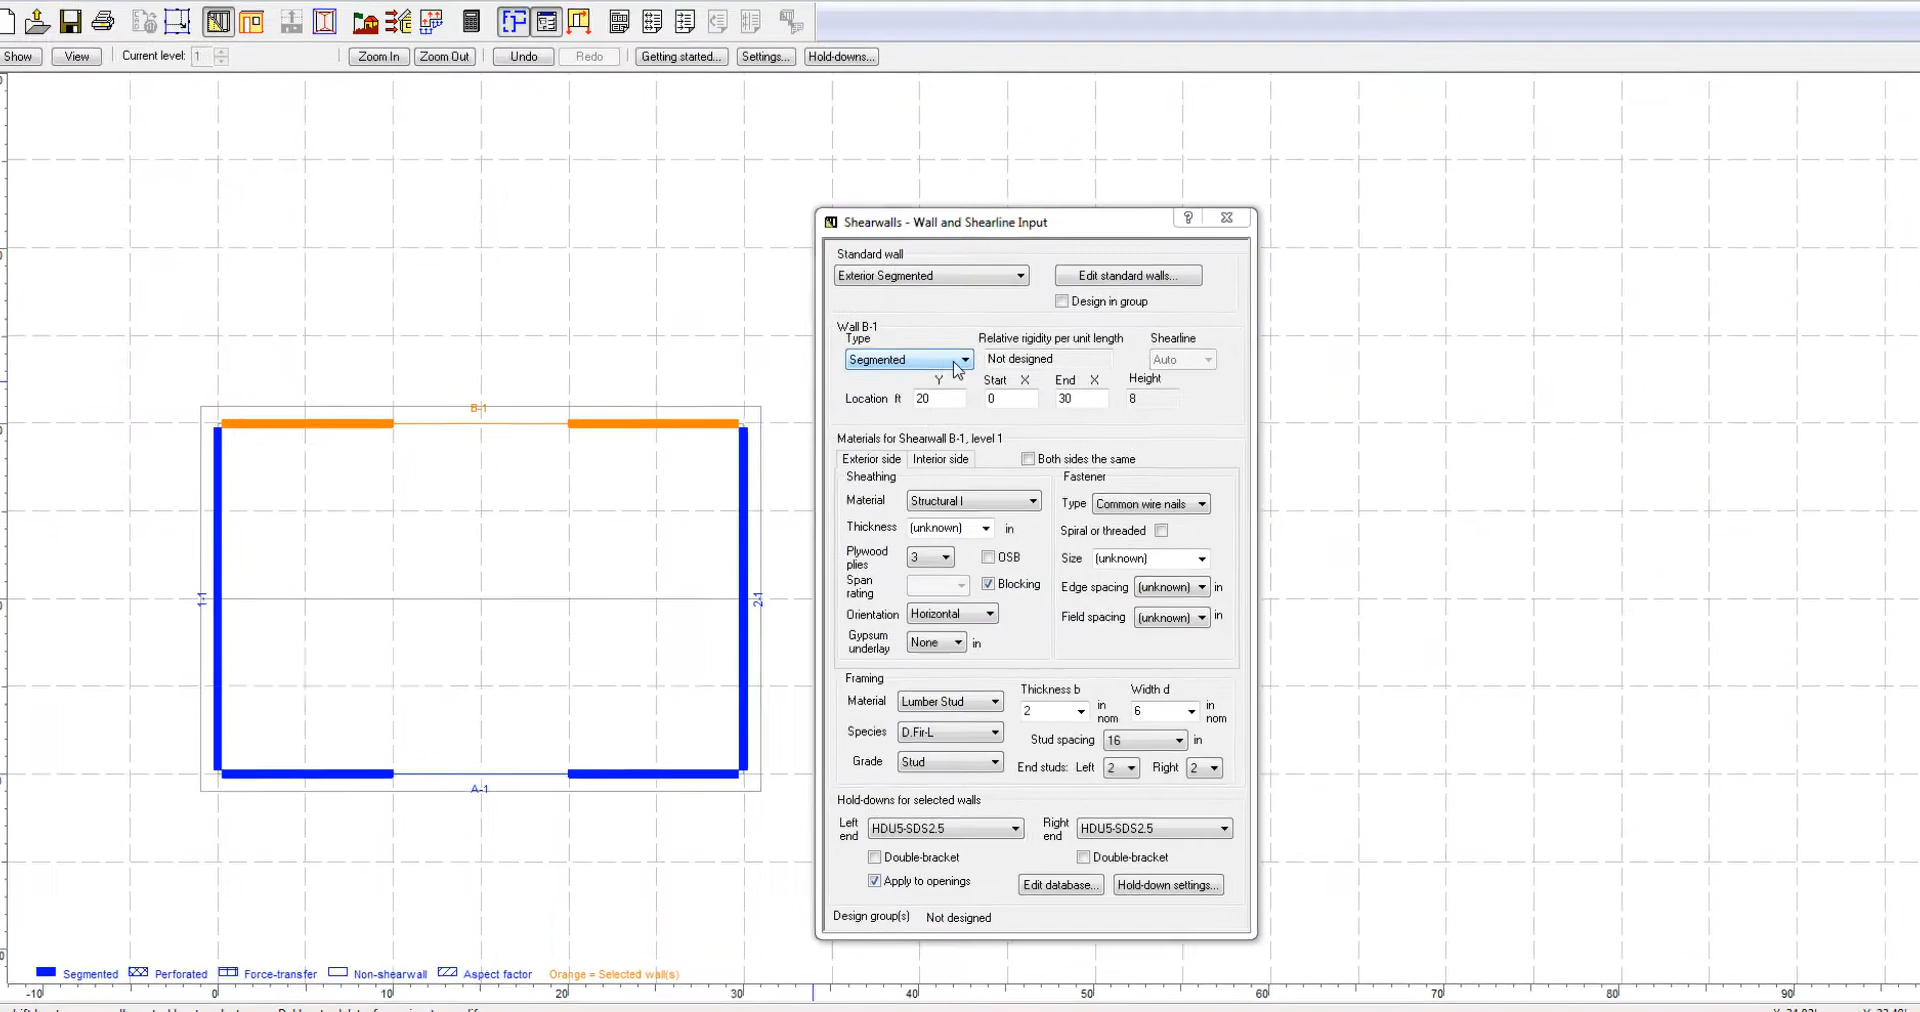 Show View Current level: 1 Zoom In Zoom Out Undo Redo Getting started... Settings... Hold-downs...
Shearwalls - Wall and Shearline Input ?
Standard wall
Exterior Segmented Edit standard walls...
Design in group
Wall B-1
Type Relative rigidity per unit length Shearline
Segmented Not designed Auto
Y Start X End X Height
Location ft 20 0 30 8
Materials for Shearwall B-1, level 1
Exterior side Interior side Both sides the same
Sheathing Fastener
Material Structural I Type Common wire nails
Thickness (unknown) in Spiral or threaded
Plywood plies 3 OSB Size (unknown)
Span rating Blocking Edge spacing (unknown) in
Orientation Horizontal Field spacing (unknown) in
Gypsum underlay None in
Framing
Thickness b Width d
Material Lumber Stud 2 in nom 6 in nom
Species D.Fir-L Stud spacing 16 in
Grade Stud End studs: Left 2 Right 2
Hold-downs for selected walls
Left end HDU5-SDS2.5 Right end HDU5-SDS2.5
Double-bracket Double-bracket
Apply to openings Edit database... Hold-down settings...
Design group(s) Not designed
B-1
1-1
2-1
A-1
Segmented Perforated Force-transfer Non-shearwall Aspect factor Orange = Selected wall(s)
-10 0 10 20 30 40 50 60 70 80 90